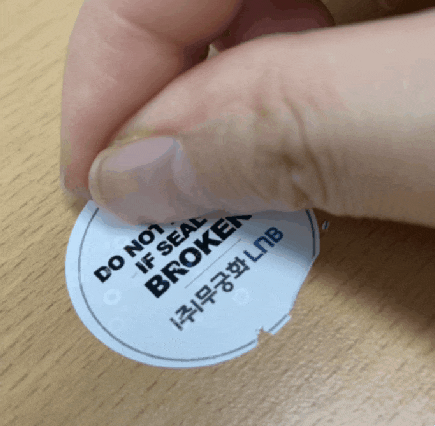 DO NOT
IF SEAL
BROKEN
(주)무궁화 LNB